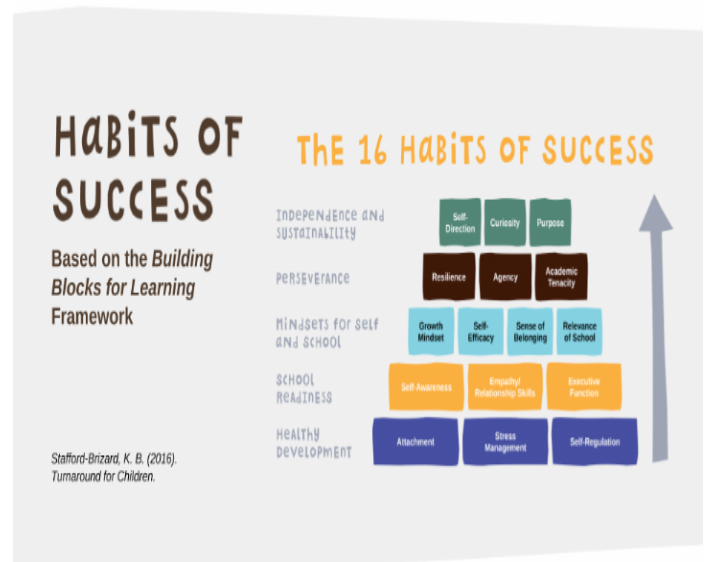 Habits of
Success
Based on the Building
Blocks for Learning
Framework
Stafford-Brizard, K. B. (2016).
Turnaround for Children.
The 16 Habits of Success
Independence and
Sustainability
Self-
Direction
Curiosity
Purpose
Perseverance
Resilience
Agency
Academic
Tenacity
Mindsets for Self
and School
Growth
Mindset
Self-
Efficacy
Sense of
Belonging
Relevance
of School
School
Readiness
Self-Awareness
Empathy/
Relationship Skills
Executive
Function
Healthy
Development
Attachment
Stress
Management
Self-Regulation